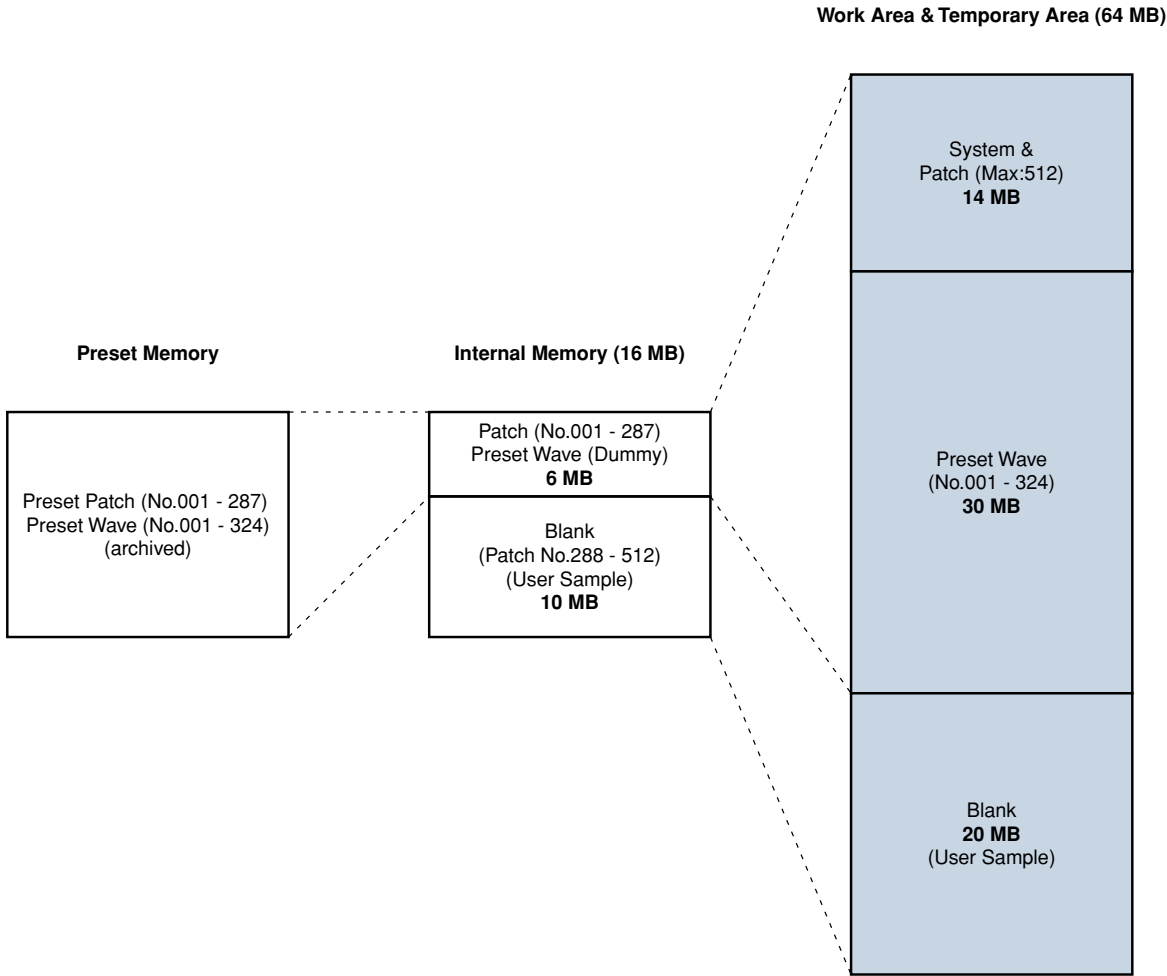 Work Area & Temporary Area (64 MB)
System &
Patch (Max:512)
14 MB
Preset Wave
(No.001 - 324)
30 MB
Blank
20 MB
(User Sample)
Preset Memory
Preset Patch (No.001 - 287)
Preset Wave (No.001 - 324)
(archived)
Internal Memory (16 MB)
Patch (No.001 - 287)
Preset Wave (Dummy)
6 MB
Blank
(Patch No.288 - 512)
(User Sample)
10 MB